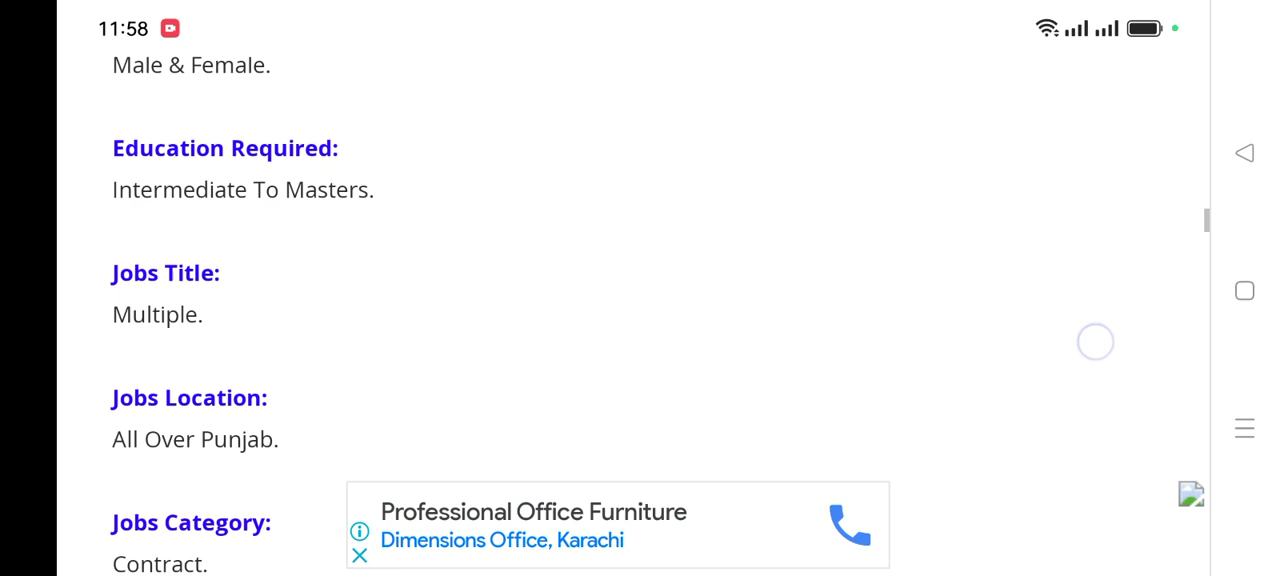 11:58
Male & Female.
Education Required:
Intermediate To Masters.
Jobs Title:
Multiple.
Jobs Location:
All Over Punjab.
Jobs Category:
Contract.
Professional Office Furniture
Dimensions Office, Karachi